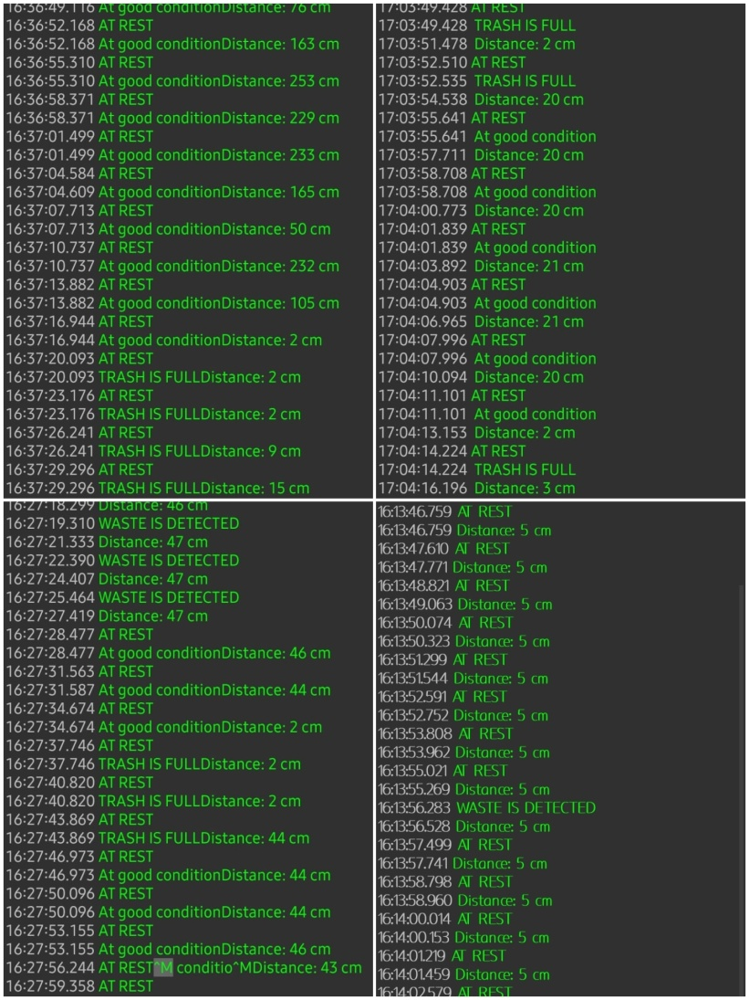 16:36:49.116 At good conditionDistance: 76 cm
16:36:52.168 AT REST
16:36:52.168 At good conditionDistance: 163 cm
16:36:55.310 AT REST
16:36:55.310 At good conditionDistance: 253 cm
16:36:58.371 AT REST
16:36:58.371 At good conditionDistance: 229 cm
16:37:01.499 AT REST
16:37:01.499 At good conditionDistance: 233 cm
16:37:04.584 AT REST
16:37:04.609 At good conditionDistance: 165 cm
16:37:07.713 AT REST
16:37:07.713 At good conditionDistance: 50 cm
16:37:10.737 AT REST
16:37:10.737 At good conditionDistance: 232 cm
16:37:13.882 AT REST
16:37:13.882 At good conditionDistance: 105 cm
16:37:16.944 AT REST
16:37:16.944 At good conditionDistance: 2 cm
16:37:20.093 AT REST
16:37:20.093 TRASH IS FULLDistance: 2 cm
16:37:23.176 AT REST
16:37:23.176 TRASH IS FULLDistance: 2 cm
16:37:26.241 AT REST
16:37:26.241 TRASH IS FULLDistance: 9 cm
16:37:29.296 AT REST
16:37:29.296 TRASH IS FULLDistance: 15 cm
17:03:49.428 AT REST
17:03:49.428 TRASH IS FULL
17:03:51.478 Distance: 2 cm
17:03:52.510 AT REST
17:03:52.535 TRASH IS FULL
17:03:54.538 Distance: 20 cm
17:03:55.641 AT REST
17:03:55.641 At good condition
17:03:57.711 Distance: 20 cm
17:03:58.708 AT REST
17:03:58.708 At good condition
17:04:00.773 Distance: 20 cm
17:04:01.839 AT REST
17:04:01.839 At good condition
17:04:03.892 Distance: 21 cm
17:04:04.903 AT REST
17:04:04.903 At good condition
17:04:06.965 Distance: 21 cm
17:04:07.996 AT REST
17:04:07.996 At good condition
17:04:10.094 Distance: 20 cm
17:04:11.101 AT REST
17:04:11.101 At good condition
17:04:13.153 Distance: 2 cm
17:04:14.224 AT REST
17:04:14.224 TRASH IS FULL
17:04:16.196 Distance: 3 cm
16:27:18.299 Distance: 46 cm
16:27:19.310 WASTE IS DETECTED
16:27:21.333 Distance: 47 cm
16:27:22.390 WASTE IS DETECTED
16:27:24.407 Distance: 47 cm
16:27:25.464 WASTE IS DETECTED
16:27:27.419 Distance: 47 cm
16:27:28.477 AT REST
16:27:28.477 At good conditionDistance: 46 cm
16:27:31.563 AT REST
16:27:31.587 At good conditionDistance: 44 cm
16:27:34.674 AT REST
16:27:34.674 At good conditionDistance: 2 cm
16:27:37.746 AT REST
16:27:37.746 TRASH IS FULLDistance: 2 cm
16:27:40.820 AT REST
16:27:40.820 TRASH IS FULLDistance: 2 cm
16:27:43.869 AT REST
16:27:43.869 TRASH IS FULLDistance: 44 cm
16:27:46.973 AT REST
16:27:46.973 At good conditionDistance: 44 cm
16:27:50.096 AT REST
16:27:50.096 At good conditionDistance: 44 cm
16:27:53.155 AT REST
16:27:53.155 At good conditionDistance: 46 cm
16:27:56.244 AT REST^M conditio^MDistance: 43 cm
16:27:59.358 AT REST
16:13:46.759 AT REST
16:13:46.759 Distance: 5 cm
16:13:47.610 AT REST
16:13:47.771 Distance: 5 cm
16:13:48.821 AT REST
16:13:49.063 Distance: 5 cm
16:13:50.074 AT REST
16:13:50.323 Distance: 5 cm
16:13:51.299 AT REST
16:13:51.544 Distance: 5 cm
16:13:52.591 AT REST
16:13:52.752 Distance: 5 cm
16:13:53.808 AT REST
16:13:53.962 Distance: 5 cm
16:13:55.021 AT REST
16:13:55.269 Distance: 5 cm
16:13:56.283 WASTE IS DETECTED
16:13:56.528 Distance: 5 cm
16:13:57.499 AT REST
16:13:57.741 Distance: 5 cm
16:13:58.798 AT REST
16:13:58.960 Distance: 5 cm
16:14:00.014 AT REST
16:14:00.153 Distance: 5 cm
16:14:01.219 AT REST
16:14:01.459 Distance: 5 cm
16:14:02.579 AT REST